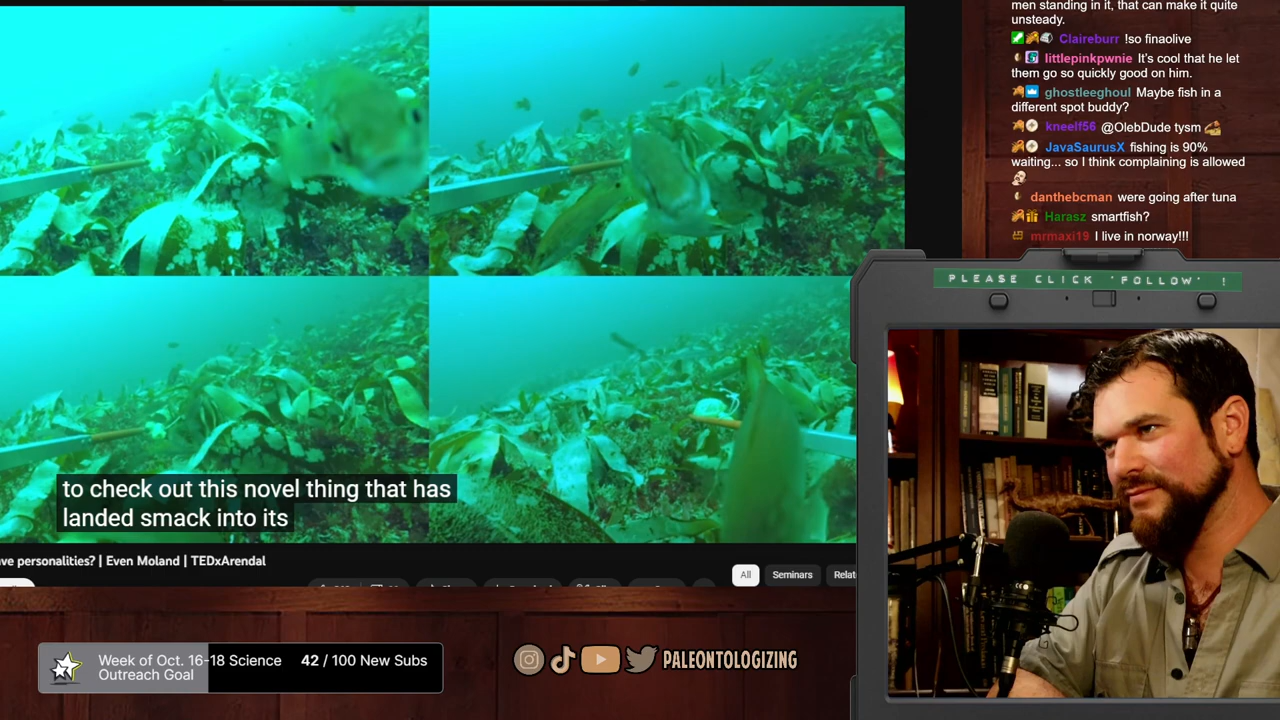 men standing in it, that can make it quite
unsteady.
Claireburr !so finaolive
littlepinkpwnie It's cool that he let
them go so quickly good on him.
ghostleeghoul Maybe fish in a
different spot buddy?
kneelf56 @OlebDude tysm
JavaSaurusX fishing is 90%
waiting... so I think complaining is allowed
danthebcman were going after tuna
Harasz smartfish?
mrmaxi19 I live in norway!!!
PLEASE CLICK "FOLLOW" !
to check out this novel thing that has
landed smack into its
ave personalities? | Even Moland | TEDxArendal
All Seminars Relat
Week of Oct. 16-18 Science
Outreach Goal
42 / 100 New Subs
PALEONTOLOGIZING